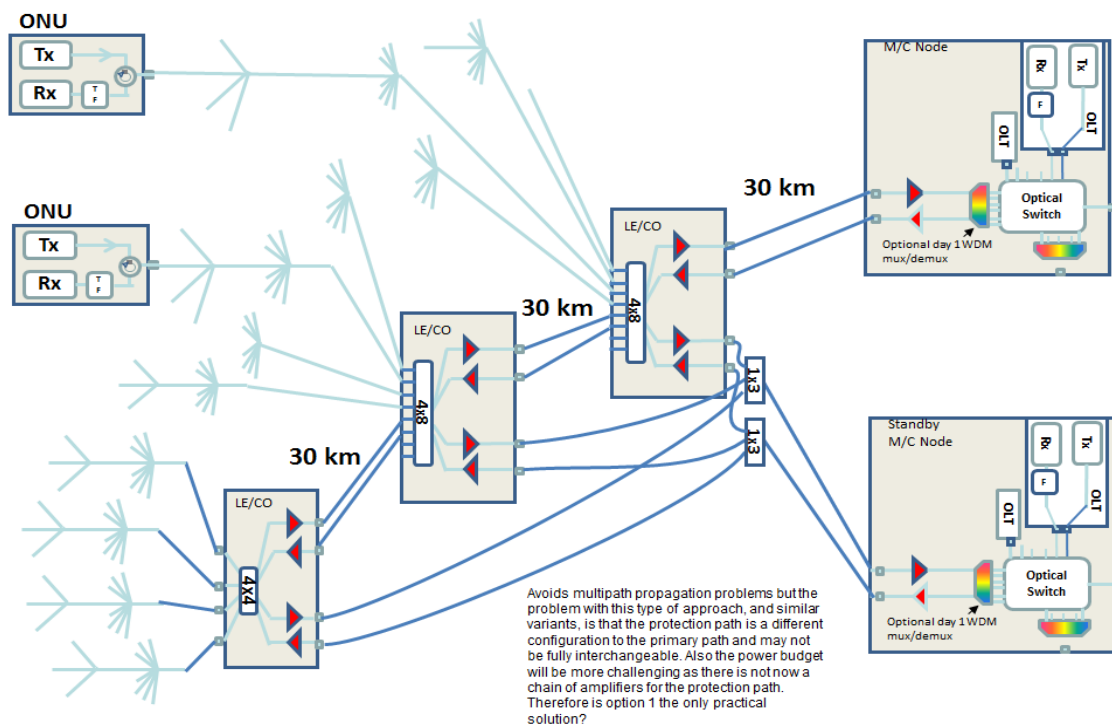 ONU
Tx
Rx
T
F
ONU
Tx
Rx
T
F
M/C Node
Rx
Tx
F
OLT
OLT
Optical
Switch
Optional day 1 WDM
mux/demux
30 km
LE/CO
4x8
30 km
LE/CO
4x8
30 km
LE/CO
4x4
1x3
1x3
Standby
M/C Node
Rx
Tx
F
OLT
OLT
Optical
Switch
Optional day 1 WDM
mux/demux
Avoids multipath propagation problems but the
problem with this type of approach, and similar
variants, is that the protection path is a different
configuration to the primary path and may not
be fully interchangeable. Also the power budget
will be more challenging as there is not now a
chain of amplifiers for the protection path.
Therefore is option 1 the only practical
solution?